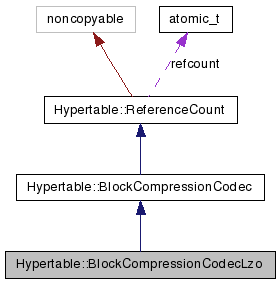 noncopyable
atomic_t
refcount
Hypertable::ReferenceCount
Hypertable::BlockCompressionCodec
Hypertable::BlockCompressionCodecLzo